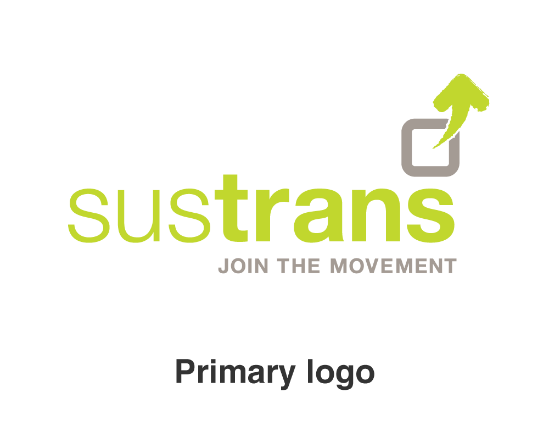 sustrans
JOIN THE MOVEMENT
Primary logo